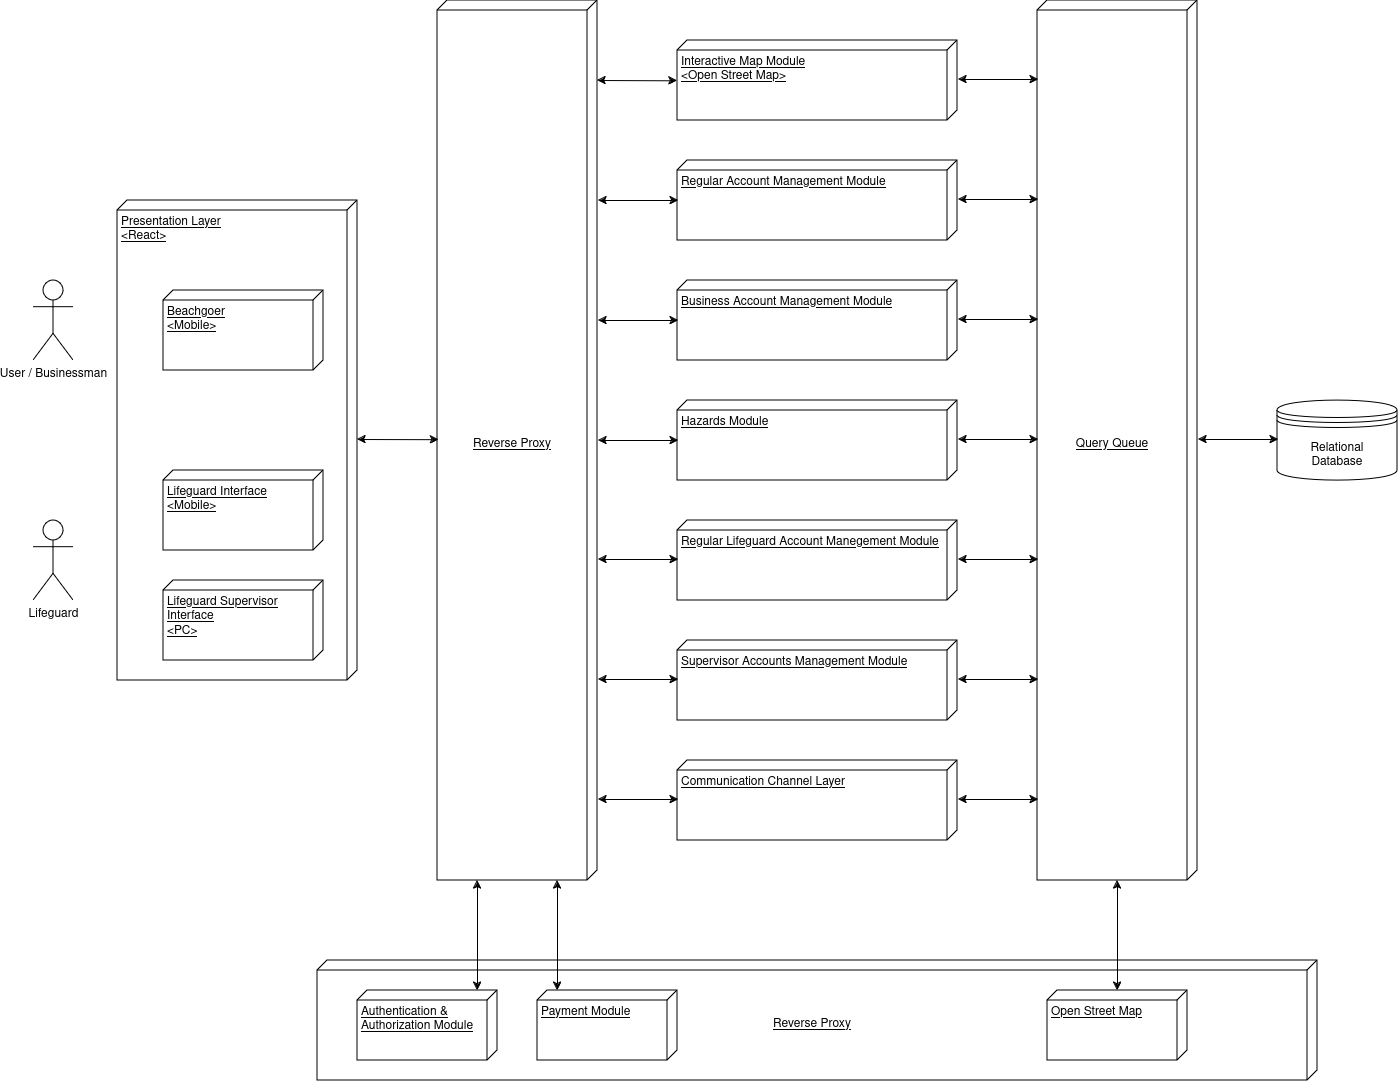 Interactive Map Module
<Open Street Map>
Regular Account Management Module
Presentation Layer
<React>
Beachgoer
<Mobile>
Business Account Management Module
User / Businessman
Hazards Module
Reverse Proxy
Query Queue
Relational
Database
Lifeguard Interface
<Mobile>
Regular Lifeguard Account Manegement Module
Lifeguard
Lifeguard Supervisor
Interface
<PC>
Supervisor Accounts Management Module
Communication Channel Layer
Authentication &
Authorization Module
Payment Module
Reverse Proxy
Open Street Map